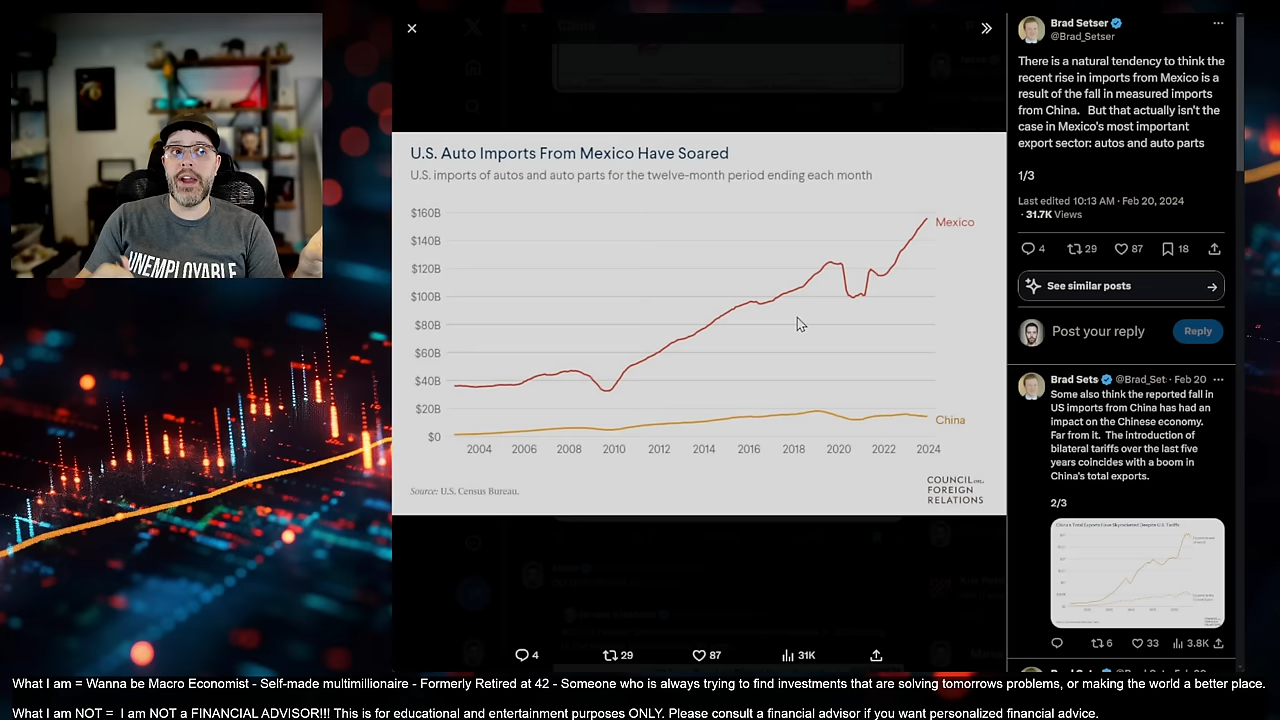 UNEMPLOYABLE
U.S. Auto Imports From Mexico Have Soared
U.S. imports of autos and auto parts for the twelve-month period ending each month
$160B
$140B
$120B
$100B
$80B
$60B
$40B
$20B
$0
Mexico
China
2004 2006 2008 2010 2012 2014 2016 2018 2020 2022 2024
Source: U.S. Census Bureau.
COUNCIL on
FOREIGN
RELATIONS
4 29 87 31K
Brad Setser
@Brad_Setser
There is a natural tendency to think the
recent rise in imports from Mexico is a
result of the fall in measured imports
from China. But that actually isn't the
case in Mexico's most important
export sector: autos and auto parts
1/3
Last edited 10:13 AM · Feb 20, 2024
· 31.7K Views
4 29 87 18
See similar posts →
Post your reply Reply
Brad Sets @Brad_Set · Feb 20 ···
Some also think the reported fall in
US imports from China has had an
impact on the Chinese economy.
Far from it. The introduction of
bilateral tariffs over the last five
years coincides with a boom in
China's total exports.
2/3
China's Total Exports Have Skyrocketed Despite U.S. Tariffs
6 33 3.8K
What I am = Wanna be Macro Economist - Self-made multimillionaire - Formerly Retired at 42 - Someone who is always trying to find investments that are solving tomorrows problems, or making the world a better place.
What I am NOT = I am NOT a FINANCIAL ADVISOR!!! This is for educational and entertainment purposes ONLY. Please consult a financial advisor if you want personalized financial advice.